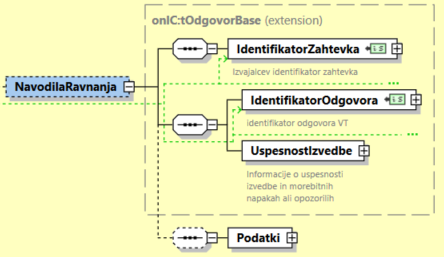 onIC:tOdgovorBase (extension)
IdentifikatorZahtevka
Izvajalcev identifikator zahtevka
NavodilaRavnanja
IdentifikatorOdgovora
identifikator odgovora VT
UspesnostIzvedbe
Informacije o uspesnosti
izvedbe in morebitnih
napakah ali opozorilih
Podatki